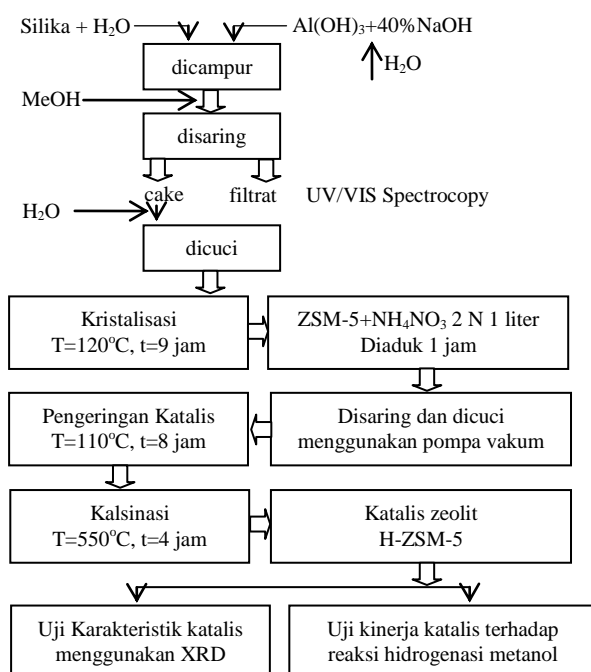 Silika + H₂O
Al(OH)₃+40%NaOH
dicampur
H₂O
MeOH
disaring
cake
filtrat
UV/VIS Spectrocopy
H₂O
dicuci
Kristalisasi
T=120°C, t=9 jam
ZSM-5+NH₄NO₃ 2 N 1 liter
Diaduk 1 jam
Pengeringan Katalis
T=110°C, t=8 jam
Disaring dan dicuci
menggunakan pompa vakum
Kalsinasi
T=550°C, t=4 jam
Katalis zeolit
H-ZSM-5
Uji Karakteristik katalis
menggunakan XRD
Uji kinerja katalis terhadap
reaksi hidrogenasi metanol